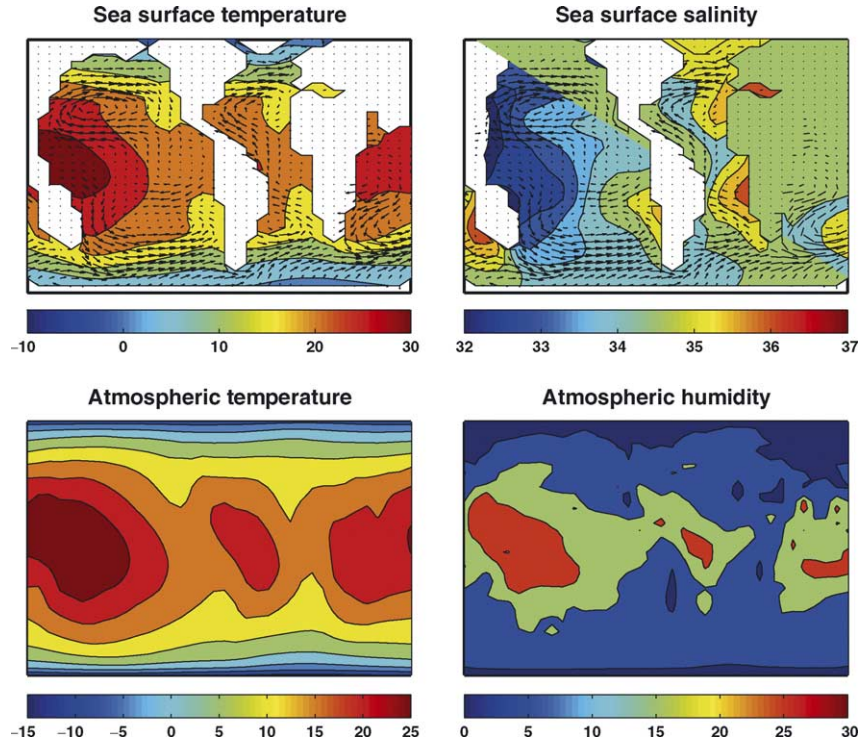 Sea surface temperature
Sea surface salinity
–10 0 10 20 30
32 33 34 35 36 37
Atmospheric temperature
Atmospheric humidity
–15 –10 –5 0 5 10 15 20 25
0 5 10 15 20 25 30